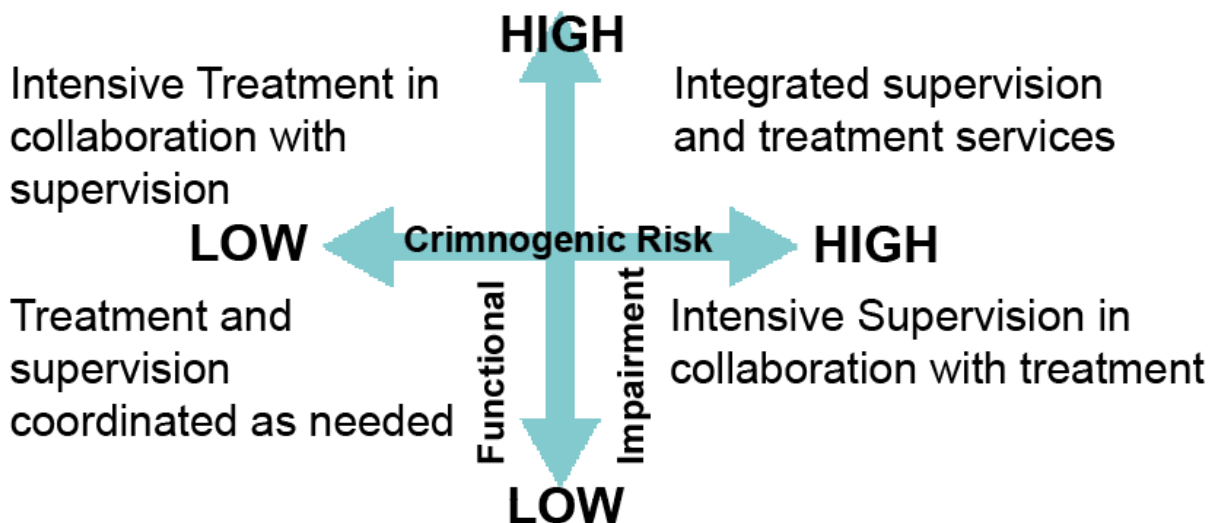 HIGH
Intensive Treatment in
collaboration with
supervision
Integrated supervision
and treatment services
LOW
Crimnogenic Risk
HIGH
Treatment and
supervision
coordinated as needed
Functional
Impairment
Intensive Supervision in
collaboration with treatment
LOW